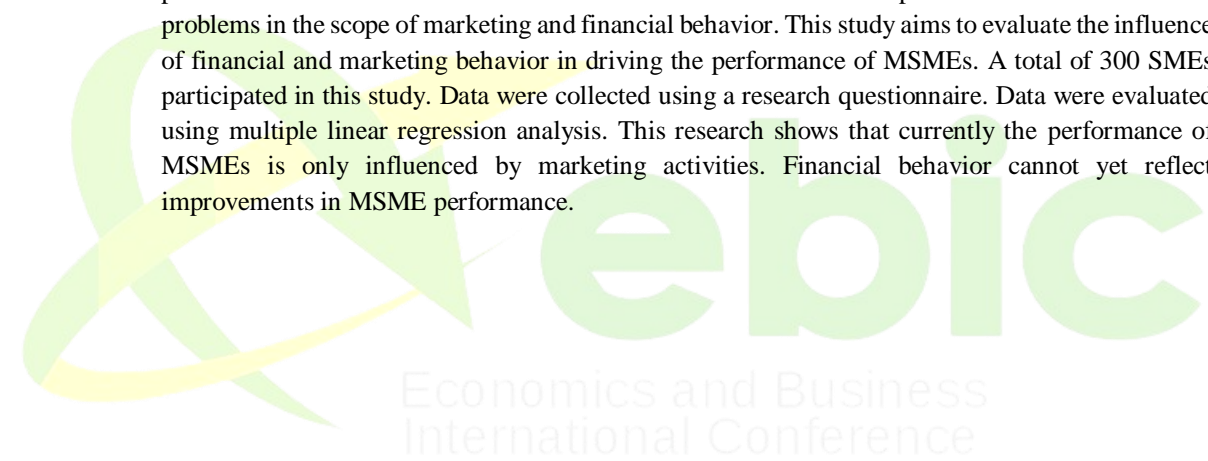 problems in the scope of marketing and financial behavior. This study aims to evaluate the influence
of financial and marketing behavior in driving the performance of MSMEs. A total of 300 SMEs
participated in this study. Data were collected using a research questionnaire. Data were evaluated
using multiple linear regression analysis. This research shows that currently the performance of
MSMEs is only influenced by marketing activities. Financial behavior cannot yet reflect
improvements in MSME performance.
ebic
Economics and Business
International Conference